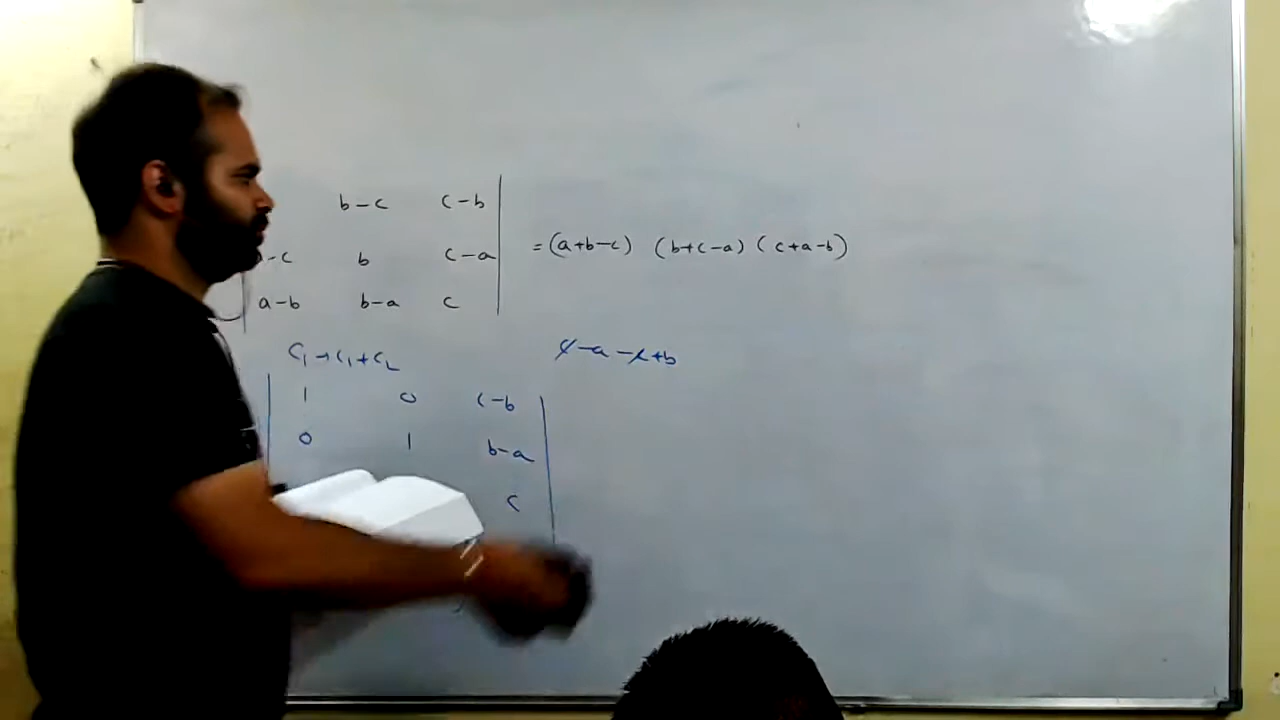 b-c c-b
-c b c-a =(a+b-c) (b+c-a) (c+a-b)
a-b b-a c
C₁→C₁+C₂ c-a-c+b
1 0 c-b
0 1 b-a
c